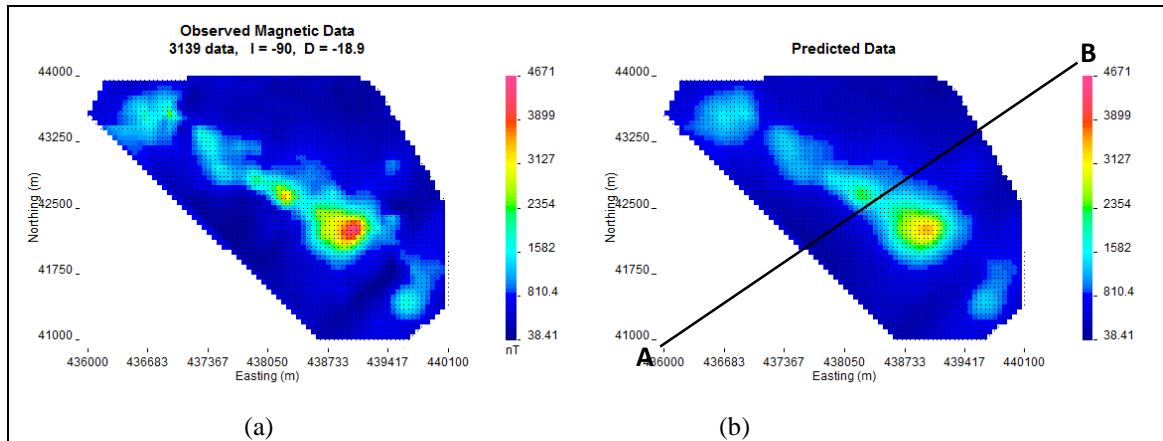 Observed Magnetic Data
3139 data, I = -90, D = -18.9
44000
43250
42500
41750
41000
Northing (m)
436000 436683 437367 438050 438733 439417 440100
Easting (m)
4671
3899
3127
2354
1582
810.4
38.41
nT
(a)
Predicted Data
B
44000
43250
42500
41750
41000
Northing (m)
A
436000 436683 437367 438050 438733 439417 440100
Easting (m)
4671
3899
3127
2354
1582
810.4
38.41
(b)